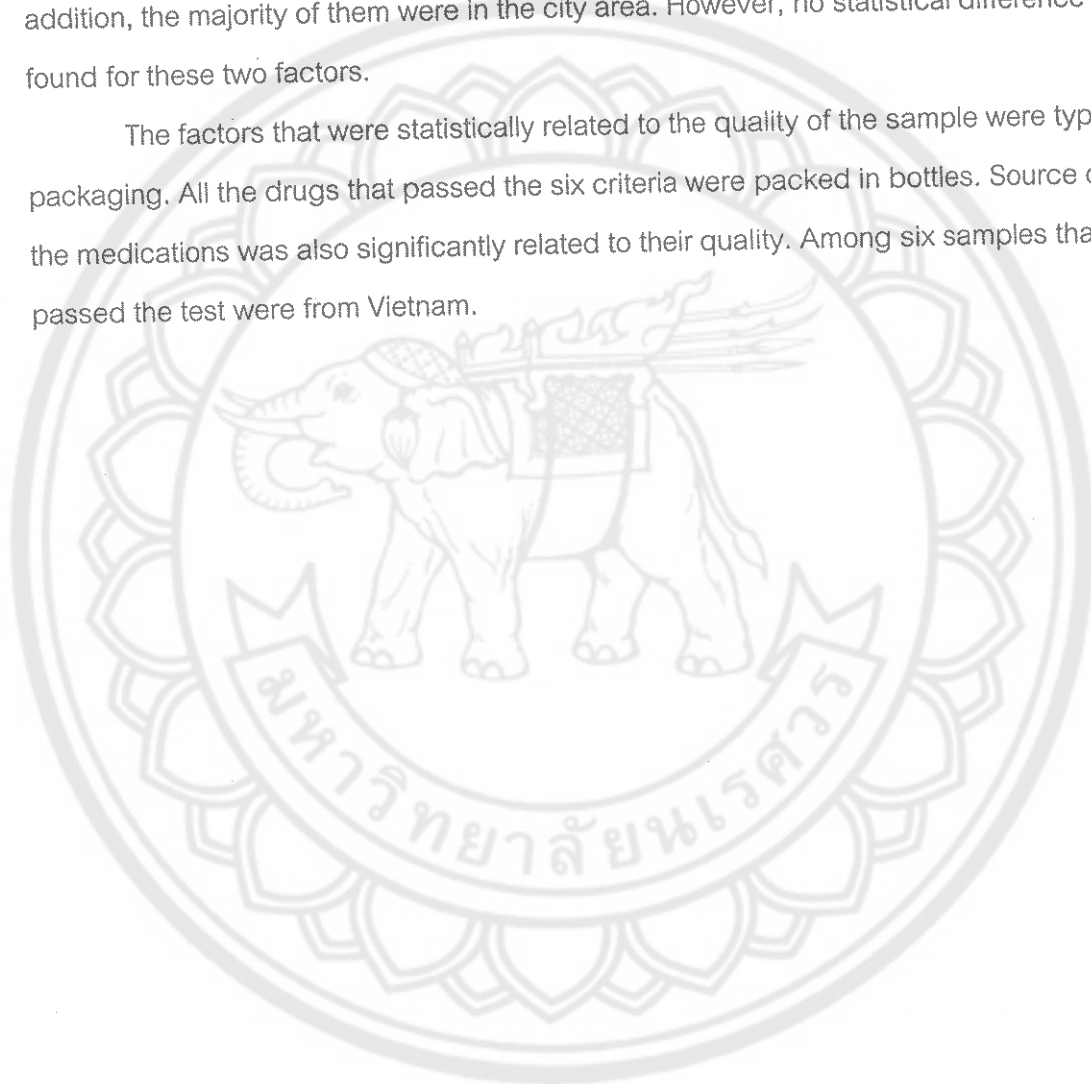 addition, the majority of them were in the city area. However, no statistical difference
found for these two factors.
The factors that were statistically related to the quality of the sample were typ
packaging. All the drugs that passed the six criteria were packed in bottles. Source o
the medications was also significantly related to their quality. Among six samples tha
passed the test were from Vietnam.
มหาวิทยาลัยนเรศวร